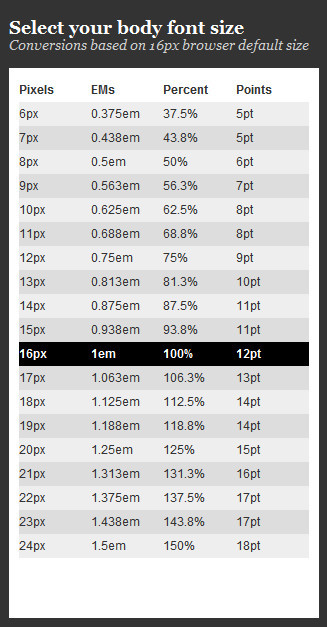 Select your body font size
Conversions based on 16px browser default size
Pixels EMs Percent Points
6px 0.375em 37.5% 5pt
7px 0.438em 43.8% 5pt
8px 0.5em 50% 6pt
9px 0.563em 56.3% 7pt
10px 0.625em 62.5% 8pt
11px 0.688em 68.8% 8pt
12px 0.75em 75% 9pt
13px 0.813em 81.3% 10pt
14px 0.875em 87.5% 11pt
15px 0.938em 93.8% 11pt
16px 1em 100% 12pt
17px 1.063em 106.3% 13pt
18px 1.125em 112.5% 14pt
19px 1.188em 118.8% 14pt
20px 1.25em 125% 15pt
21px 1.313em 131.3% 16pt
22px 1.375em 137.5% 17pt
23px 1.438em 143.8% 17pt
24px 1.5em 150% 18pt